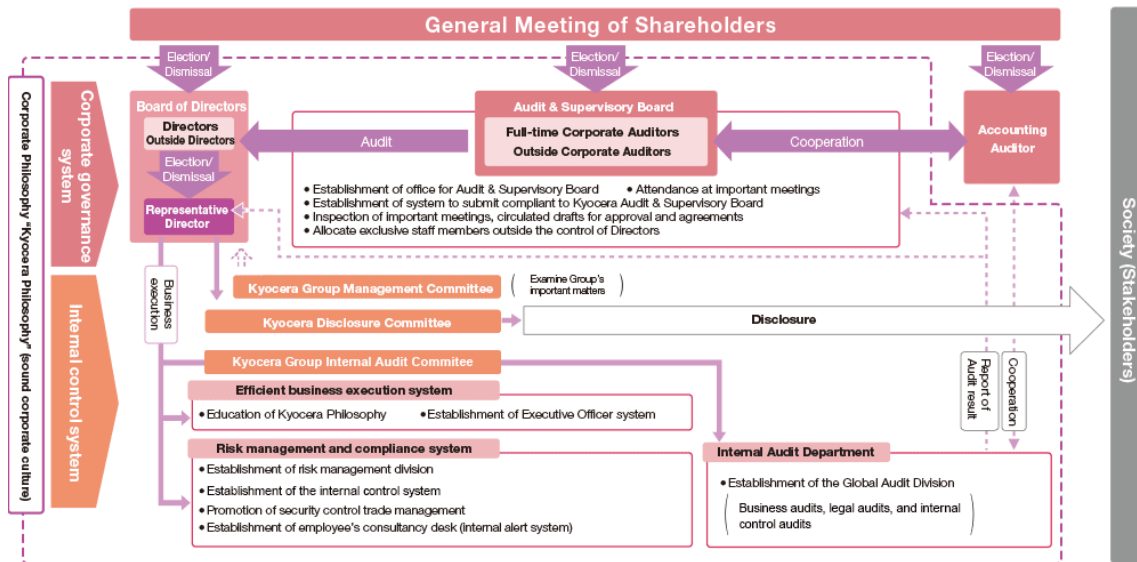 General Meeting of Shareholders
Election/
Dismissal
Election/
Dismissal
Election/
Dismissal
Corporate Philosophy "Kyocera Philosophy" (sound corporate culture)
Corporate governance
system
Internal control system
Society (Stakeholders)
Board of Directors
Directors
Outside Directors
Election/
Dismissal
Representative
Director
Audit
Audit & Supervisory Board
Full-time Corporate Auditors
Outside Corporate Auditors
Cooperation
Accounting
Auditor
• Establishment of office for Audit & Supervisory Board • Attendance at important meetings
• Establishment of system to submit compliant to Kyocera Audit & Supervisory Board
• Inspection of important meetings, circulated drafts for approval and agreements
• Allocate exclusive staff members outside the control of Directors
Business
execution
Kyocera Group Management Committee
(Examine Group's
important matters)
Kyocera Disclosure Committee
Disclosure
Kyocera Group Internal Audit Commitee
Report of
Audit result
Cooperation
Efficient business execution system
• Education of Kyocera Philosophy • Establishment of Executive Officer system
Risk management and compliance system
• Establishment of risk management division
• Establishment of the internal control system
• Promotion of security control trade management
• Establishment of employee's consultancy desk (internal alert system)
Internal Audit Department
• Establishment of the Global Audit Division
(Business audits, legal audits, and internal
control audits)